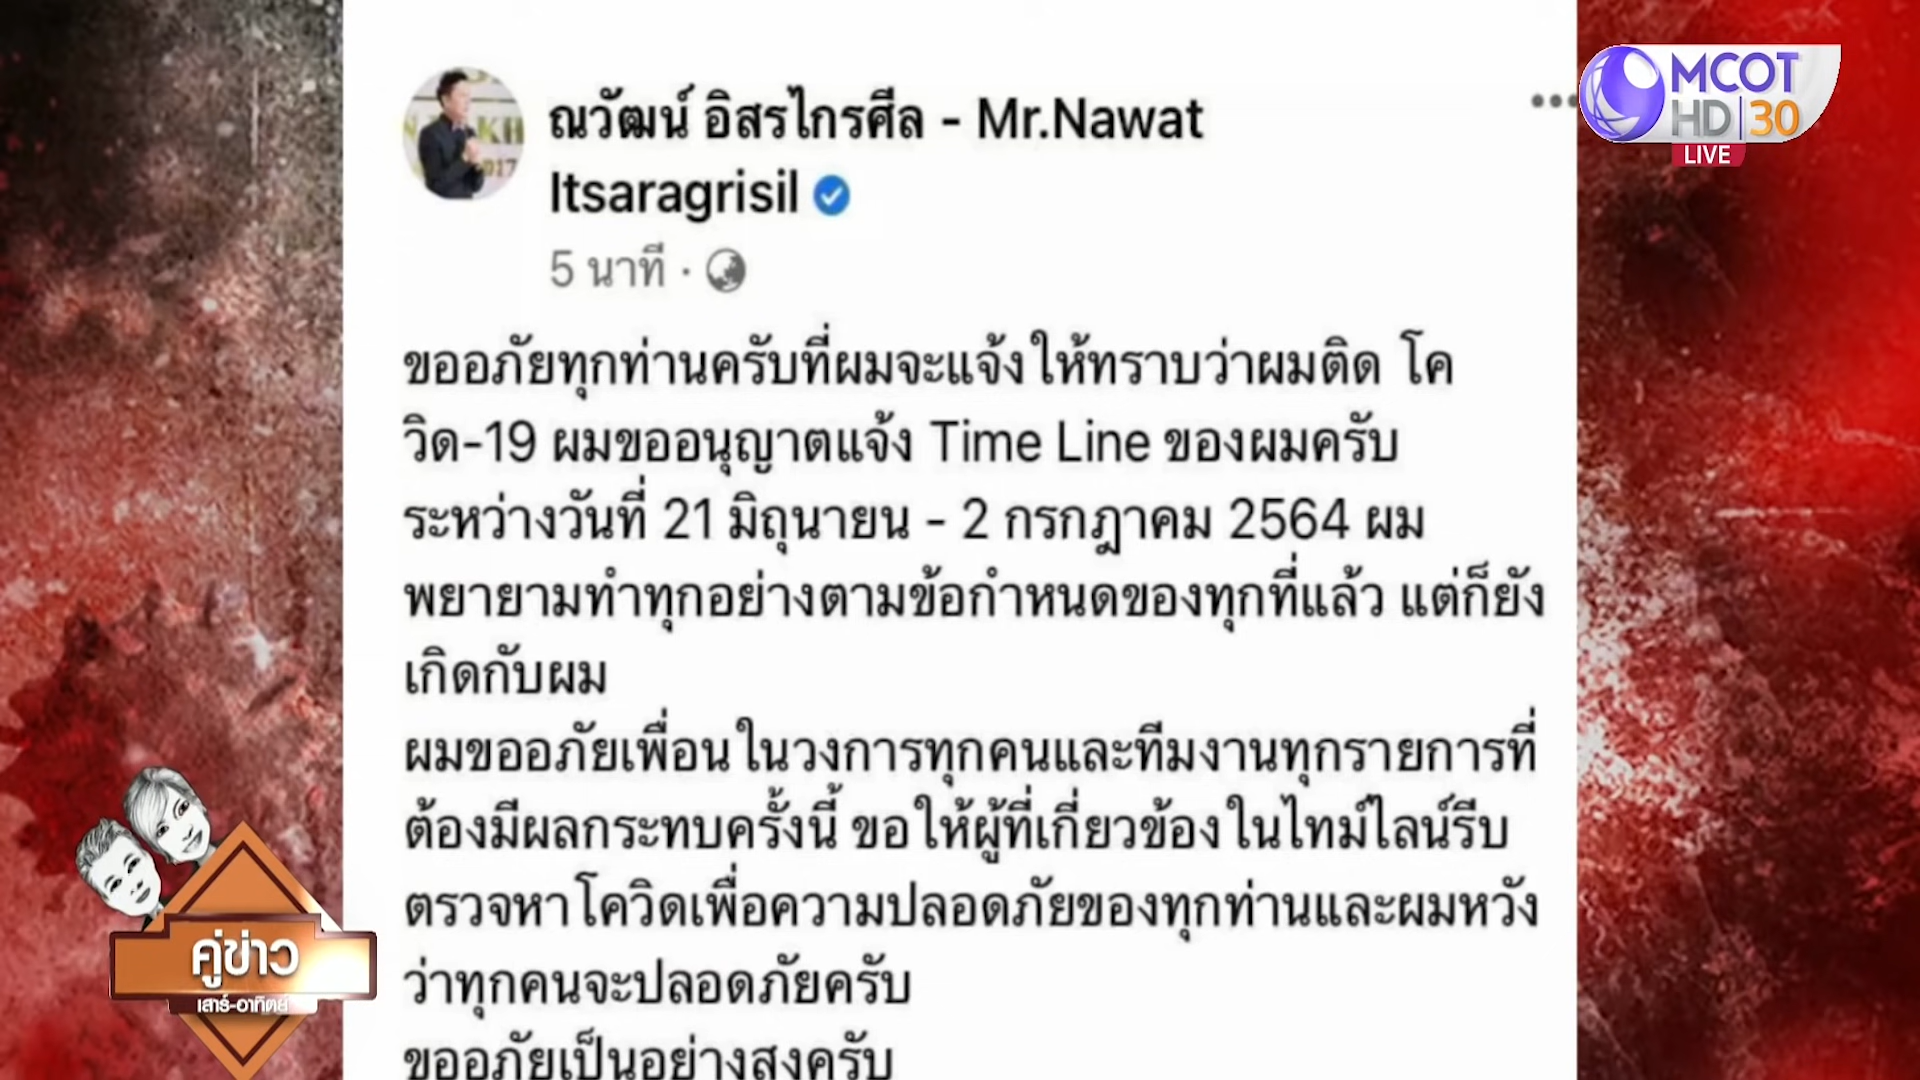 ณวัฒน์ อิสรไกรศีล - Mr.Nawat
Itsaragrisil
5 นาที ·
ขออภัยทุกท่านครับที่ผมจะแจ้งให้ทราบว่าผมติด โค
วิด-19 ผมขออนุญาตแจ้ง Time Line ของผมครับ
ระหว่างวันที่ 21 มิถุนายน - 2 กรกฎาคม 2564 ผม
พยายามทำทุกอย่างตามข้อกำหนดของทุกที่แล้ว แต่ก็ยัง
เกิดกับผม
ผมขออภัยเพื่อนในวงการทุกคนและทีมงานทุกรายการที่
ต้องมีผลกระทบครั้งนี้ ขอให้ผู้ที่เกี่ยวข้องในไทม์ไลน์รีบ
ตรวจหาโควิดเพื่อความปลอดภัยของทุกท่านและผมหวัง
ว่าทุกคนจะปลอดภัยครับ
ขออภัยเป็นอย่างสูงครับ
MCOT
HD 30
LIVE
คู่ข่าว
เสาร์-อาทิตย์